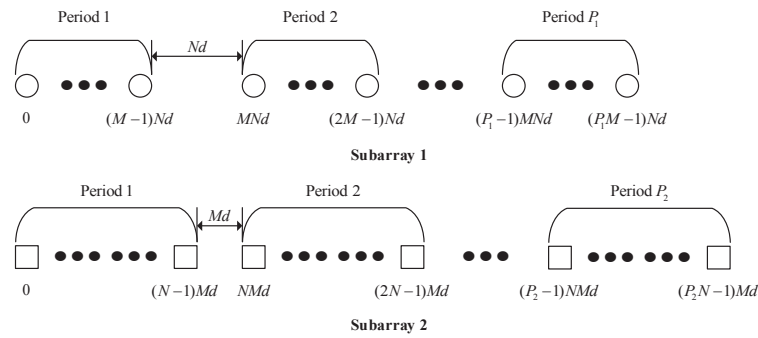 Period 1 Period 2 Period P₁
Nd
0 (M−1)Nd MNd (2M−1)Nd (P₁−1)MNd (P₁M−1)Nd
Subarray 1
Period 1 Period 2 Period P₂
Md
0 (N−1)Md NMd (2N−1)Md (P₂−1)NMd (P₂N−1)Md
Subarray 2